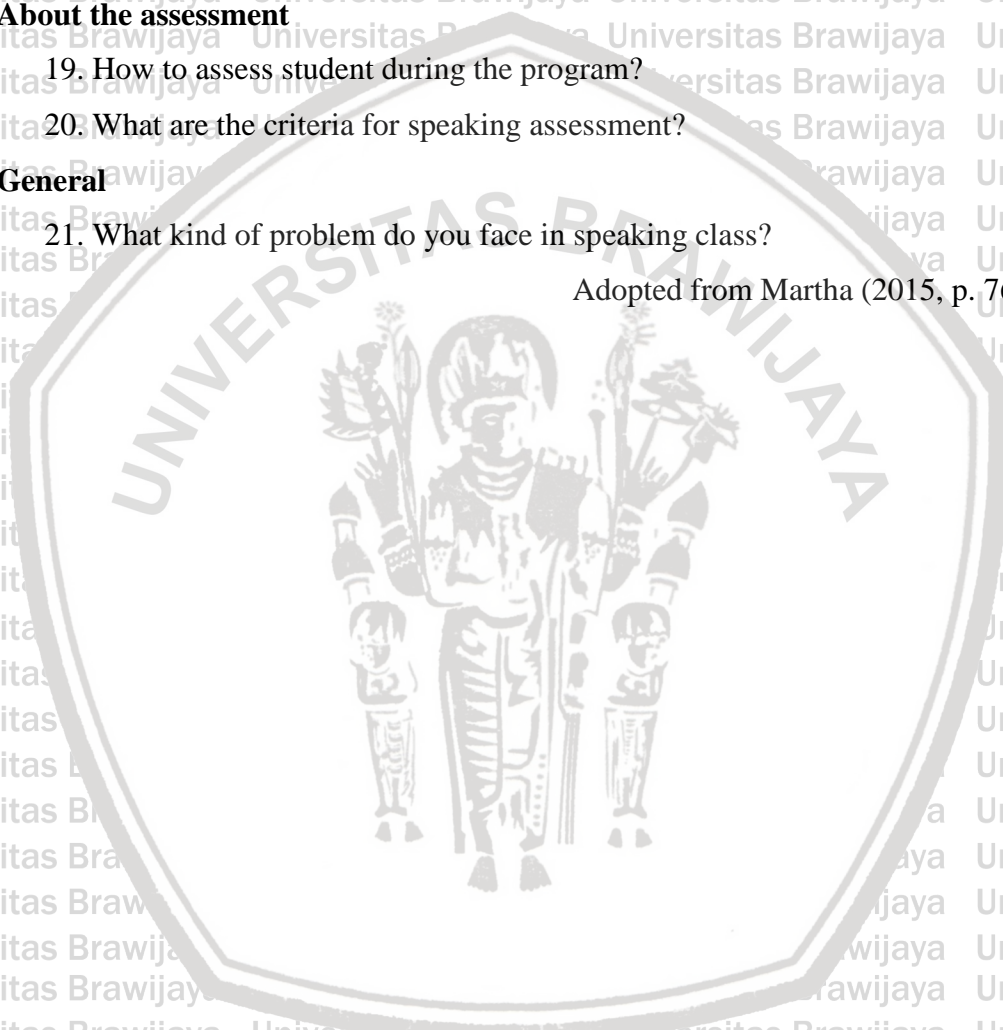 About the assessment
19. How to assess student during the program?
20. What are the criteria for speaking assessment?
General
21. What kind of problem do you face in speaking class?
Adopted from Martha (2015, p. 76
UNIVERSITAS BRAWIJAYA